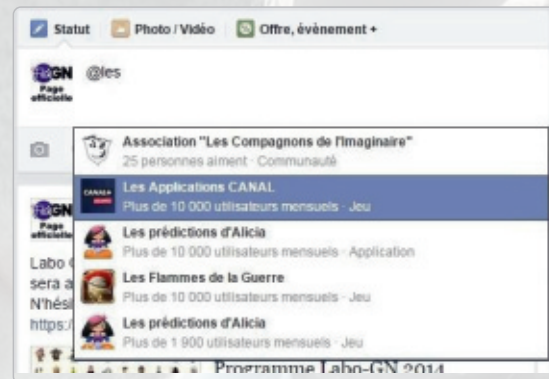 Statut Photo / Vidéo Offre, évènement +
GN
Page
officielle
@les
Association "Les Compagnons de l'Imaginaire"
25 personnes aiment · Communauté
CANAL+
Les Applications CANAL
Plus de 10 000 utilisateurs mensuels · Jeu
GN
Page
officielle
Les prédictions d'Alicia
Plus de 10 000 utilisateurs mensuels · Application
Labo
sera a
N'hési
https:/
Les Flammes de la Guerre
Plus de 10 000 utilisateurs mensuels · Jeu
Les prédictions d'Alicia
Plus de 1 900 utilisateurs mensuels · Jeu
Programme Labo-GN 2014